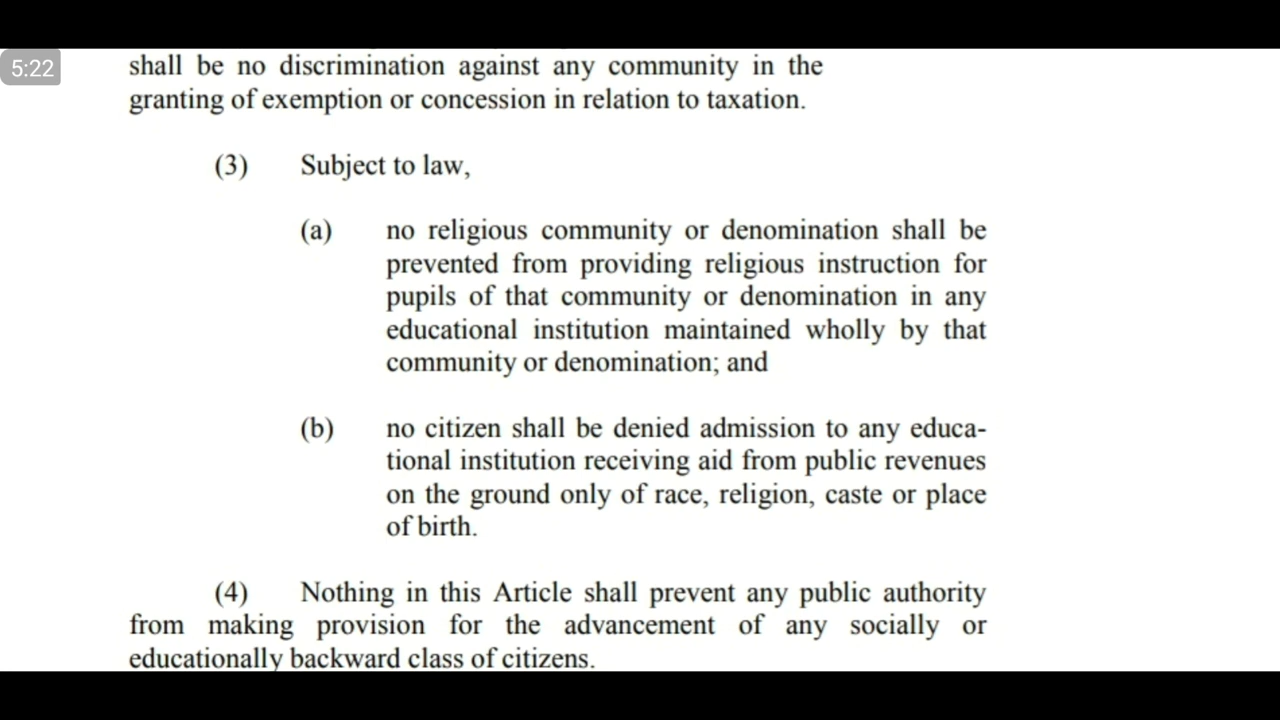 5:22
shall be no discrimination against any community in the
granting of exemption or concession in relation to taxation.
(3) Subject to law,
(a) no religious community or denomination shall be
prevented from providing religious instruction for
pupils of that community or denomination in any
educational institution maintained wholly by that
community or denomination; and
(b) no citizen shall be denied admission to any educa-
tional institution receiving aid from public revenues
on the ground only of race, religion, caste or place
of birth.
(4) Nothing in this Article shall prevent any public authority
from making provision for the advancement of any socially or
educationally backward class of citizens.